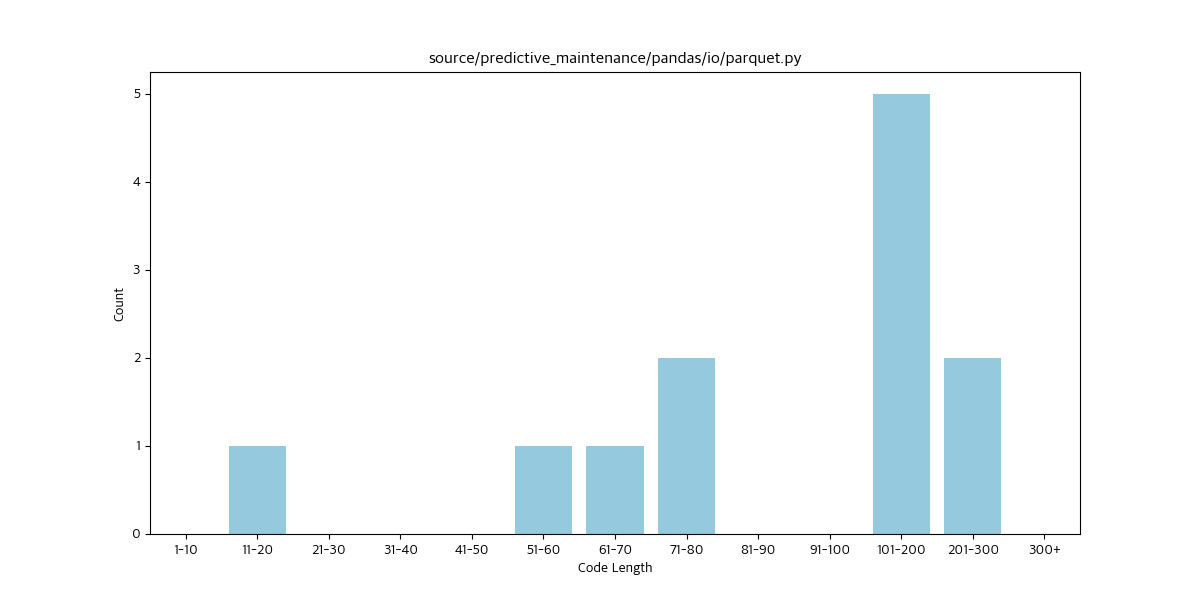 source/predictive_maintenance/pandas/io/parquet.py
5
4
3
2
1
0
Count
1-10 11-20 21-30 31-40 41-50 51-60 61-70 71-80 81-90 91-100 101-200 201-300 300+
Code Length